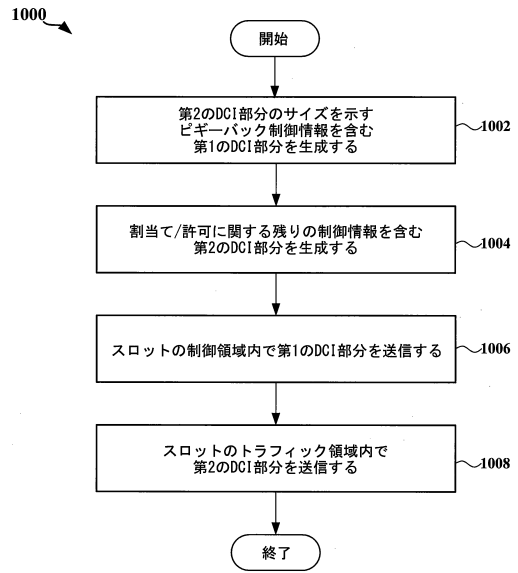 1000
開始
第2のDCI部分のサイズを示す
ピギーバック制御情報を含む
第1のDCI部分を生成する
1002
割当て/許可に関する残りの制御情報を含む
第2のDCI部分を生成する
1004
スロットの制御領域内で第1のDCI部分を送信する
1006
スロットのトラフィック領域内で
第2のDCI部分を送信する
1008
終了